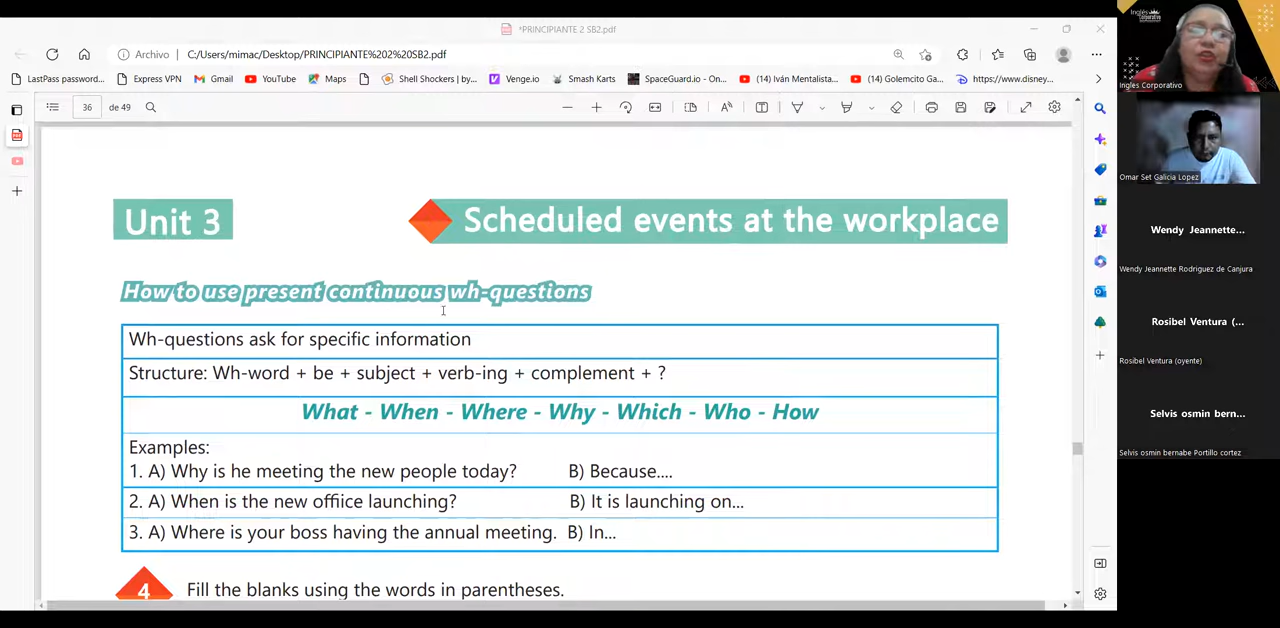 *PRINCIPIANTE 2 SB2.pdf
Archivo | C:/Users/mimac/Desktop/PRINCIPIANTE%202%20SB2.pdf
LastPass password... Express VPN Gmail YouTube Maps Shell Shockers | by... Venge.io Smash Karts SpaceGuard.io - On... (14) Iván Mentalista... (14) Golemcito Ga... https://www.disney...
36 de 49
Unit 3
Scheduled events at the workplace
How to use present continuous wh-questions
Wh-questions ask for specific information
Structure: Wh-word + be + subject + verb-ing + complement + ?
What - When - Where - Why - Which - Who - How
Examples:
1. A) Why is he meeting the new people today? B) Because....
2. A) When is the new office launching? B) It is launching on...
3. A) Where is your boss having the annual meeting. B) In...
4 Fill the blanks using the words in parentheses.
Inglés Corporativo
Ingles Corporativo
Omar Set Galicia Lopez
Wendy Jeannette...
Wendy Jeannette Rodriguez de Canjura
Rosibel Ventura (...
Rosibel Ventura (oyente)
Selvis osmin bern...
Selvis osmin bernabe Portillo cortez